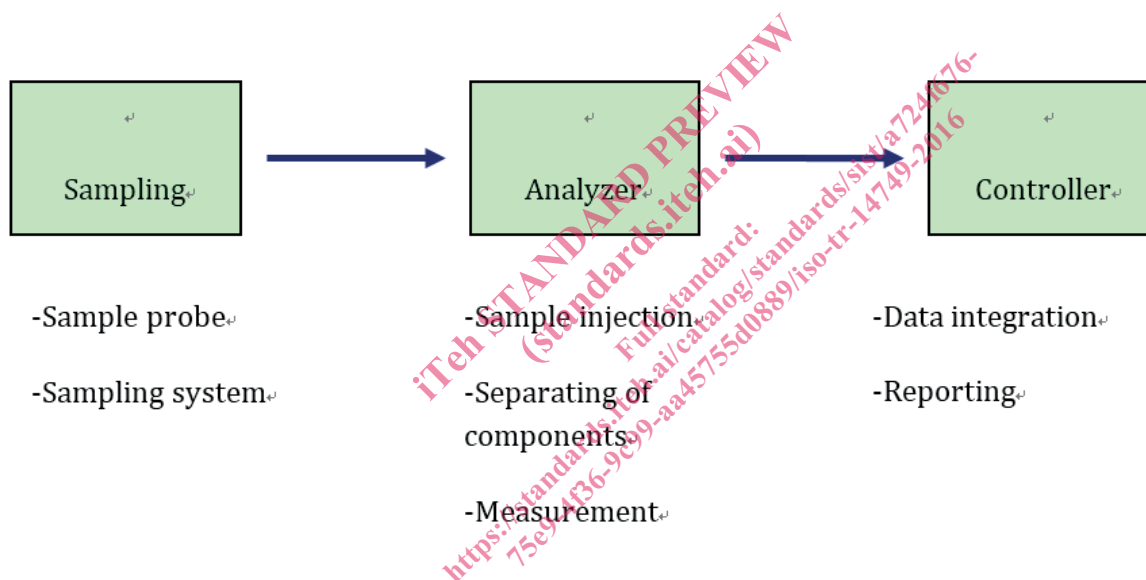 Sampling
Analyzer
Controller
-Sample probe
-Sampling system
-Sample injection
-Separating of
components
-Measurement
-Data integration
-Reporting
iTeh STANDARD PREVIEW
(standards.iteh.ai)
Full standard:
https://standards.iteh.ai/catalog/standards/sist/a724f676-
75e9-4f36-9c99-aa45755d0889/iso-tr-14749-2016